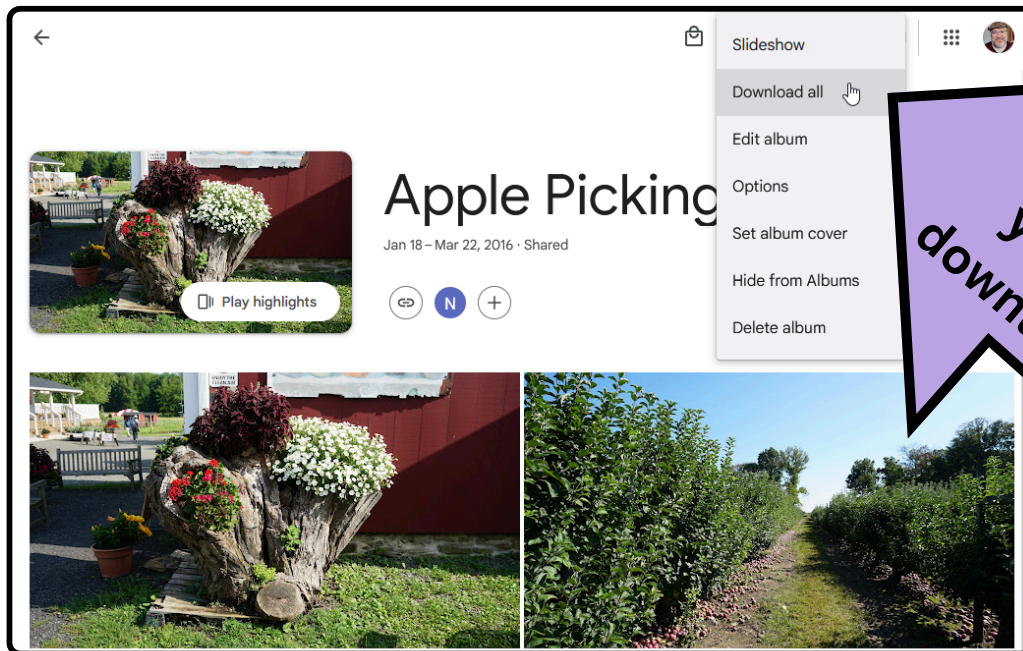 Slideshow
Download all
Edit album
Options
Set album cover
Hide from Albums
Delete album
Apple Picking
Jan 18 – Mar 22, 2016 · Shared
Play highlights
N